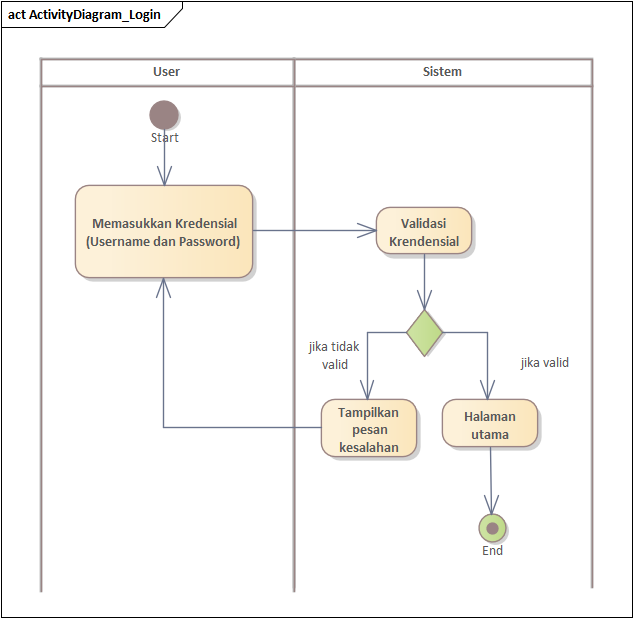 act ActivityDiagram_Login
User
Sistem
Start
Memasukkan Kredensial
(Username dan Password)
Validasi
Krendensial
jika tidak
valid
jika valid
Tampilkan
pesan
kesalahan
Halaman
utama
End